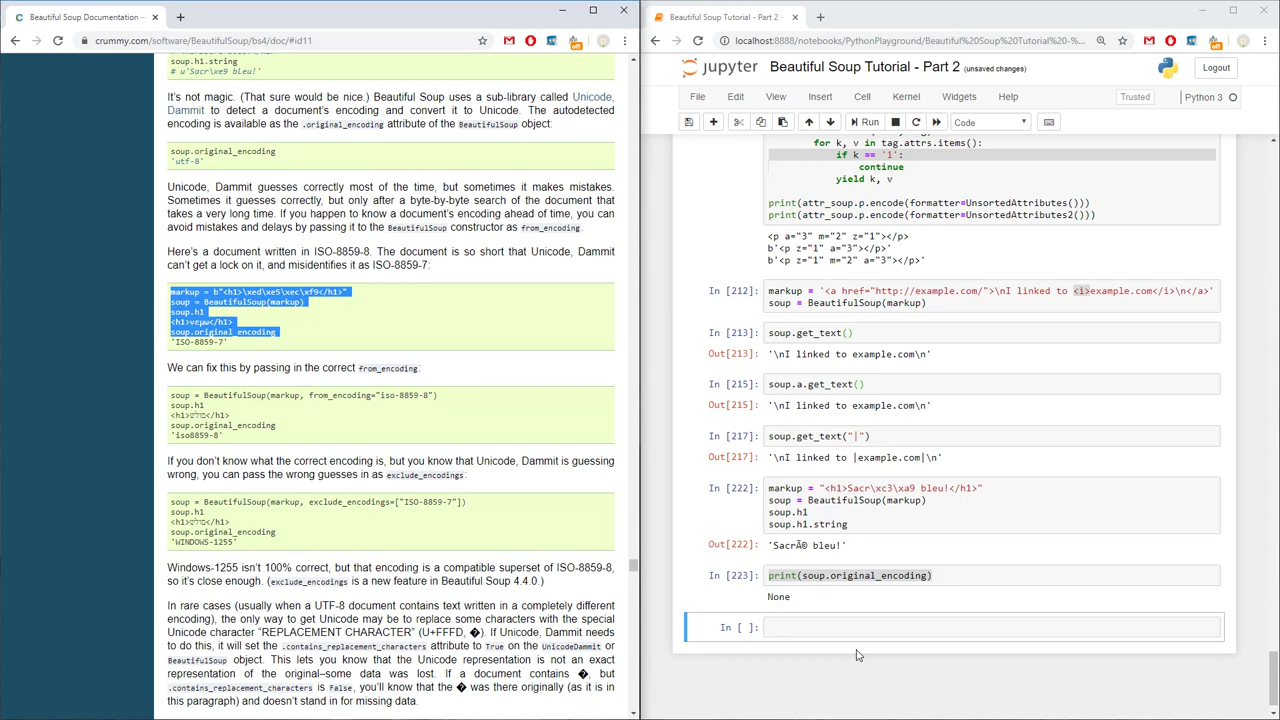 Beautiful Soup Documentation —
crummy.com/software/BeautifulSoup/bs4/doc/#id11
soup.h1.string
# u'Sacr\xe9 bleu!'
It's not magic. (That sure would be nice.) Beautiful Soup uses a sub-library called Unicode,
Dammit to detect a document's encoding and convert it to Unicode. The autodetected
encoding is available as the .original_encoding attribute of the BeautifulSoup object:
soup.original_encoding
'utf-8'
Unicode, Dammit guesses correctly most of the time, but sometimes it makes mistakes.
Sometimes it guesses correctly, but only after a byte-by-byte search of the document that
takes a very long time. If you happen to know a document's encoding ahead of time, you can
avoid mistakes and delays by passing it to the BeautifulSoup constructor as from_encoding.
Here's a document written in ISO-8859-8. The document is so short that Unicode, Dammit
can't get a lock on it, and misidentifies it as ISO-8859-7:
markup = b"<h1>\xed\xe5\xec\xf9</h1>"
soup = BeautifulSoup(markup)
soup.h1
<h1>νεμω</h1>
soup.original_encoding
'ISO-8859-7'
We can fix this by passing in the correct from_encoding:
soup = BeautifulSoup(markup, from_encoding="iso-8859-8")
soup.h1
<h1>םולש</h1>
soup.original_encoding
'iso8859-8'
If you don't know what the correct encoding is, but you know that Unicode, Dammit is guessing
wrong, you can pass the wrong guesses in as exclude_encodings:
soup = BeautifulSoup(markup, exclude_encodings=["ISO-8859-7"])
soup.h1
<h1>םולש</h1>
soup.original_encoding
'WINDOWS-1255'
Windows-1255 isn't 100% correct, but that encoding is a compatible superset of ISO-8859-8,
so it's close enough. (exclude_encodings is a new feature in Beautiful Soup 4.4.0.)
In rare cases (usually when a UTF-8 document contains text written in a completely different
encoding), the only way to get Unicode may be to replace some characters with the special
Unicode character "REPLACEMENT CHARACTER" (U+FFFD, �). If Unicode, Dammit needs
to do this, it will set the .contains_replacement_characters attribute to True on the UnicodeDammit or
BeautifulSoup object. This lets you know that the Unicode representation is not an exact
representation of the original–some data was lost. If a document contains �, but
.contains_replacement_characters is False, you'll know that the � was there originally (as it is in
this paragraph) and doesn't stand in for missing data.
Beautiful Soup Tutorial - Part 2 -
localhost:8888/notebooks/PythonPlayground/Beautiful%20Soup%20Tutorial%20-%...
jupyter Beautiful Soup Tutorial - Part 2 (unsaved changes) Logout
File Edit View Insert Cell Kernel Widgets Help Trusted Python 3
Run Code
for k, v in tag.attrs.items():
if k == '1':
continue
yield k, v
print(attr_soup.p.encode(formatter=UnsortedAttributes()))
print(attr_soup.p.encode(formatter=UnsortedAttributes2()))
<p a="3" m="2" z="1"></p>
b'<p z="1" a="3"></p>'
b'<p z="1" m="2" a="3"></p>
In [212]: markup = '<a href="http://example.com/">\nI linked to <i>example.com</i>\n</a>'
soup = BeautifulSoup(markup)
In [213]: soup.get_text()
Out[213]: '\nI linked to example.com\n'
In [215]: soup.a.get_text()
Out[215]: '\nI linked to example.com\n'
In [217]: soup.get_text("|")
Out[217]: '\nI linked to |example.com|\n'
In [222]: markup = "<h1>Sacr\xc3\xa9 bleu!</h1>"
soup = BeautifulSoup(markup)
soup.h1
soup.h1.string
Out[222]: 'SacrÃ© bleu!'
In [223]: print(soup.original_encoding)
None
In [ ]: